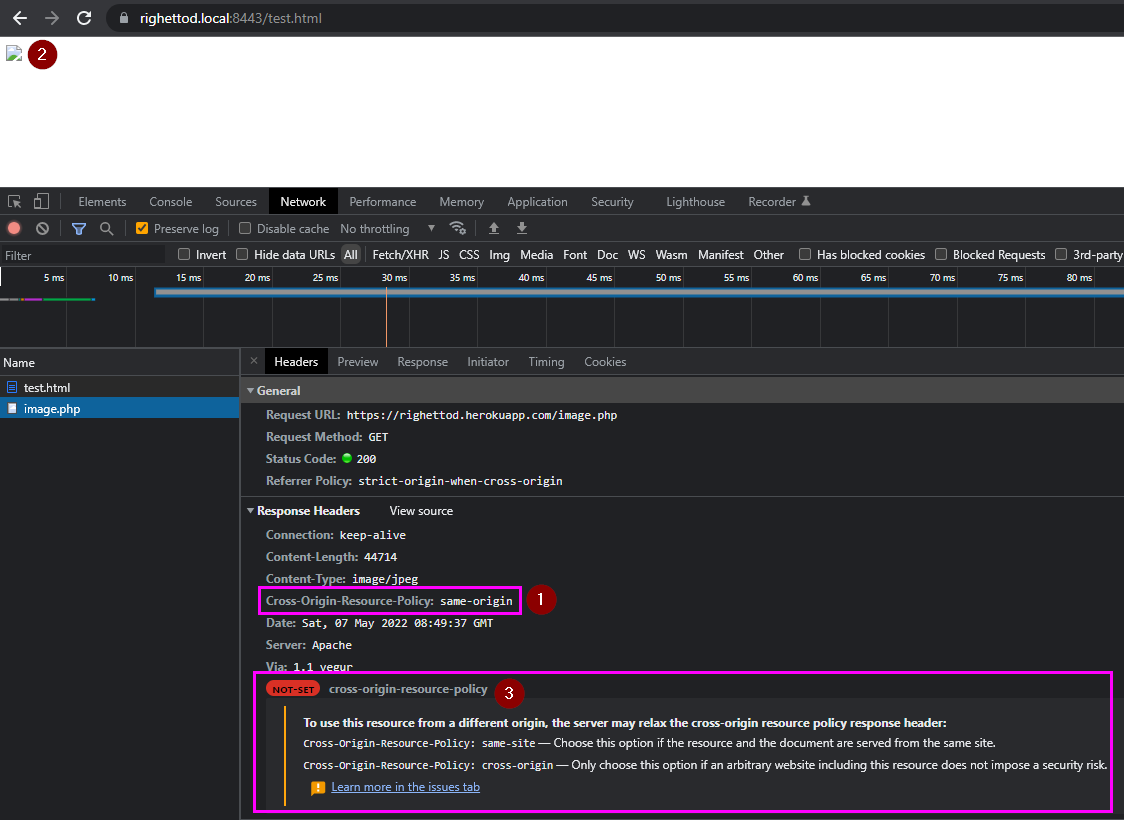 righettod.local:8443/test.html
2
Elements Console Sources Network Performance Memory Application Security Lighthouse Recorder
Preserve log Disable cache No throttling
Filter Invert Hide data URLs All Fetch/XHR JS CSS Img Media Font Doc WS Wasm Manifest Other Has blocked cookies Blocked Requests 3rd-party
5 ms 10 ms 15 ms 20 ms 25 ms 30 ms 35 ms 40 ms 45 ms 50 ms 55 ms 60 ms 65 ms 70 ms 75 ms 80 ms
Name × Headers Preview Response Initiator Timing Cookies
test.html
image.php
General
Request URL: https://righettod.herokuapp.com/image.php
Request Method: GET
Status Code: 200
Referrer Policy: strict-origin-when-cross-origin
Response Headers View source
Connection: keep-alive
Content-Length: 44714
Content-Type: image/jpeg
Cross-Origin-Resource-Policy: same-origin 1
Date: Sat, 07 May 2022 08:49:37 GMT
Server: Apache
Via: 1.1 vegur
NOT-SET cross-origin-resource-policy 3
To use this resource from a different origin, the server may relax the cross-origin resource policy response header:
Cross-Origin-Resource-Policy: same-site — Choose this option if the resource and the document are served from the same site.
Cross-Origin-Resource-Policy: cross-origin — Only choose this option if an arbitrary website including this resource does not impose a security risk.
Learn more in the issues tab